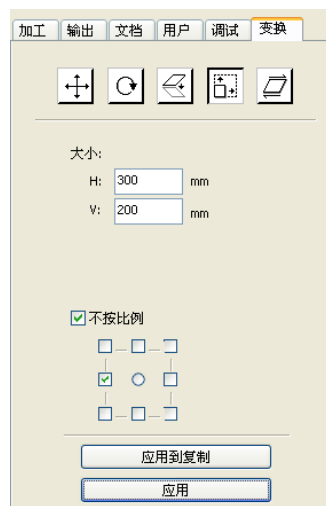 加工 输出 文档 用户 调试 变换
大小:
H: 300 mm
V: 200 mm
不按比例
应用到复制
应用